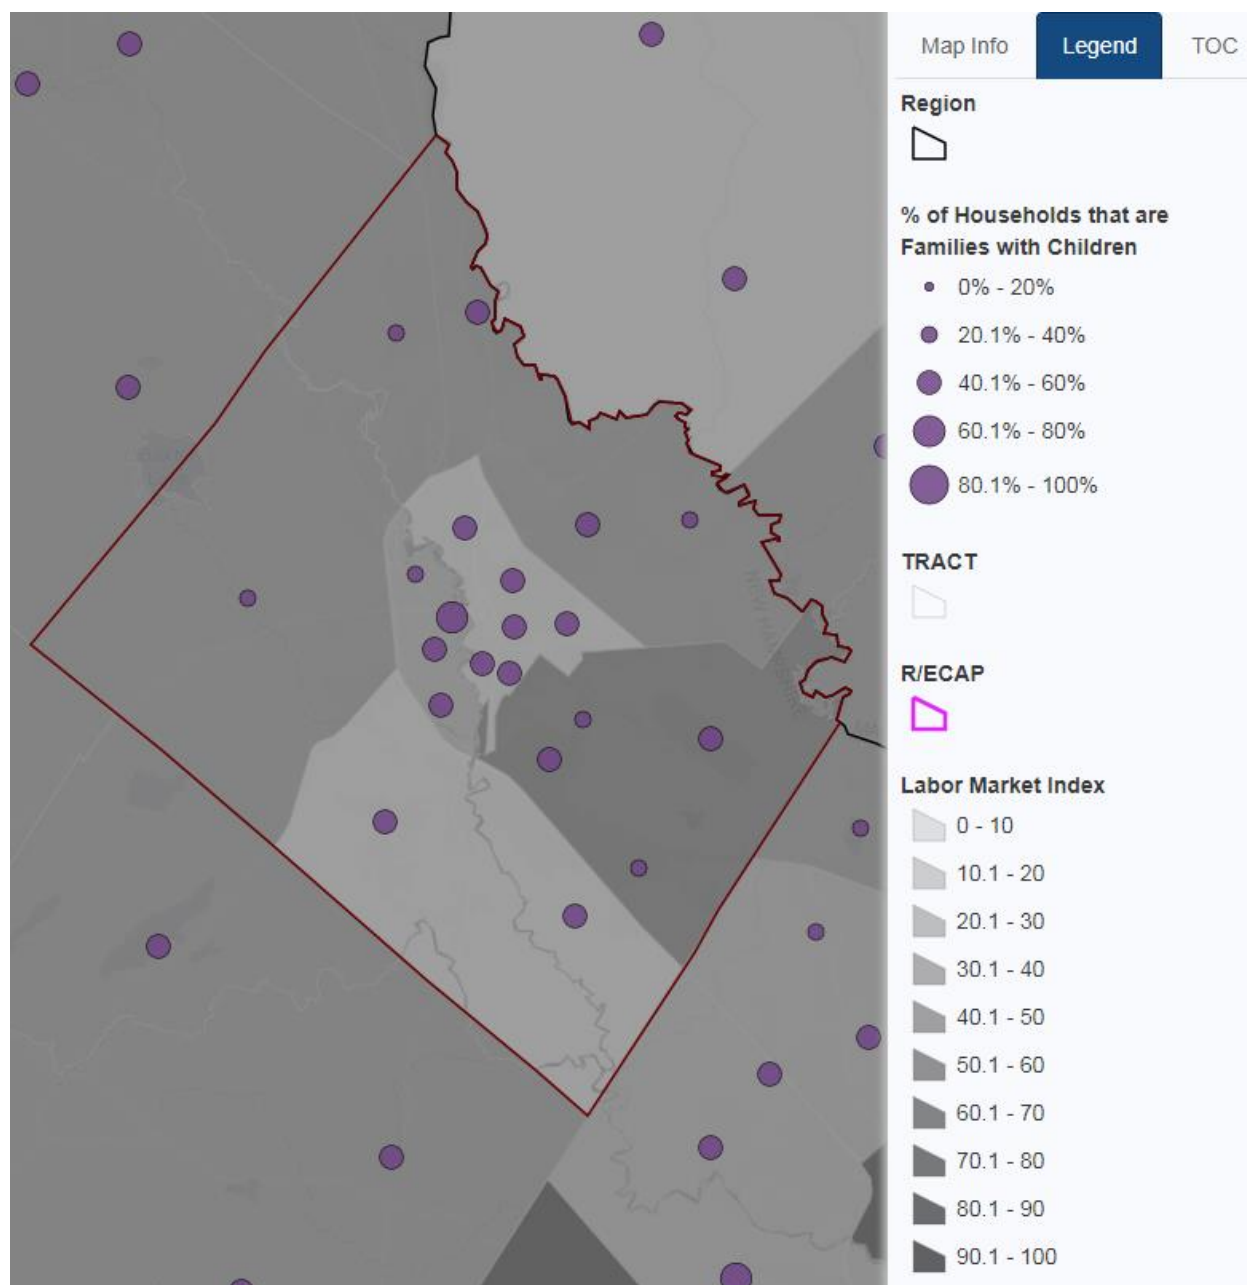 Map Info Legend TOC
Region
% of Households that are
Families with Children
0% - 20%
20.1% - 40%
40.1% - 60%
60.1% - 80%
80.1% - 100%
TRACT
R/ECAP
Labor Market Index
0 - 10
10.1 - 20
20.1 - 30
30.1 - 40
40.1 - 50
50.1 - 60
60.1 - 70
70.1 - 80
80.1 - 90
90.1 - 100